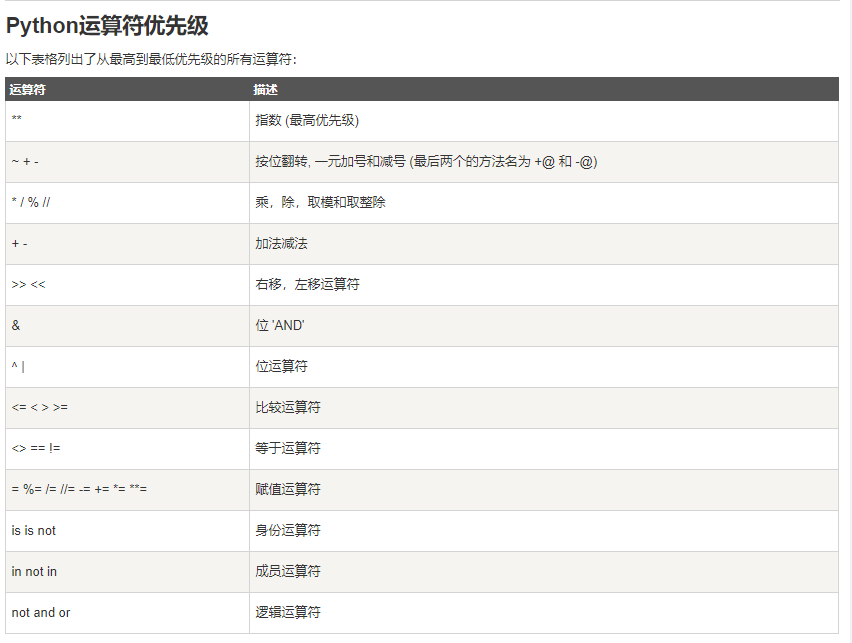 Python运算符优先级
以下表格列出了从最高到最低优先级的所有运算符：
运算符 描述
** 指数 (最高优先级)
~ + - 按位翻转, 一元加号和减号 (最后两个的方法名为 +@ 和 -@)
* / % // 乘，除，取模和取整除
+ - 加法减法
>> << 右移，左移运算符
& 位 'AND'
^ | 位运算符
<= < > >= 比较运算符
<> == != 等于运算符
= %= /= //= -= += *= **= 赋值运算符
is is not 身份运算符
in not in 成员运算符
not and or 逻辑运算符